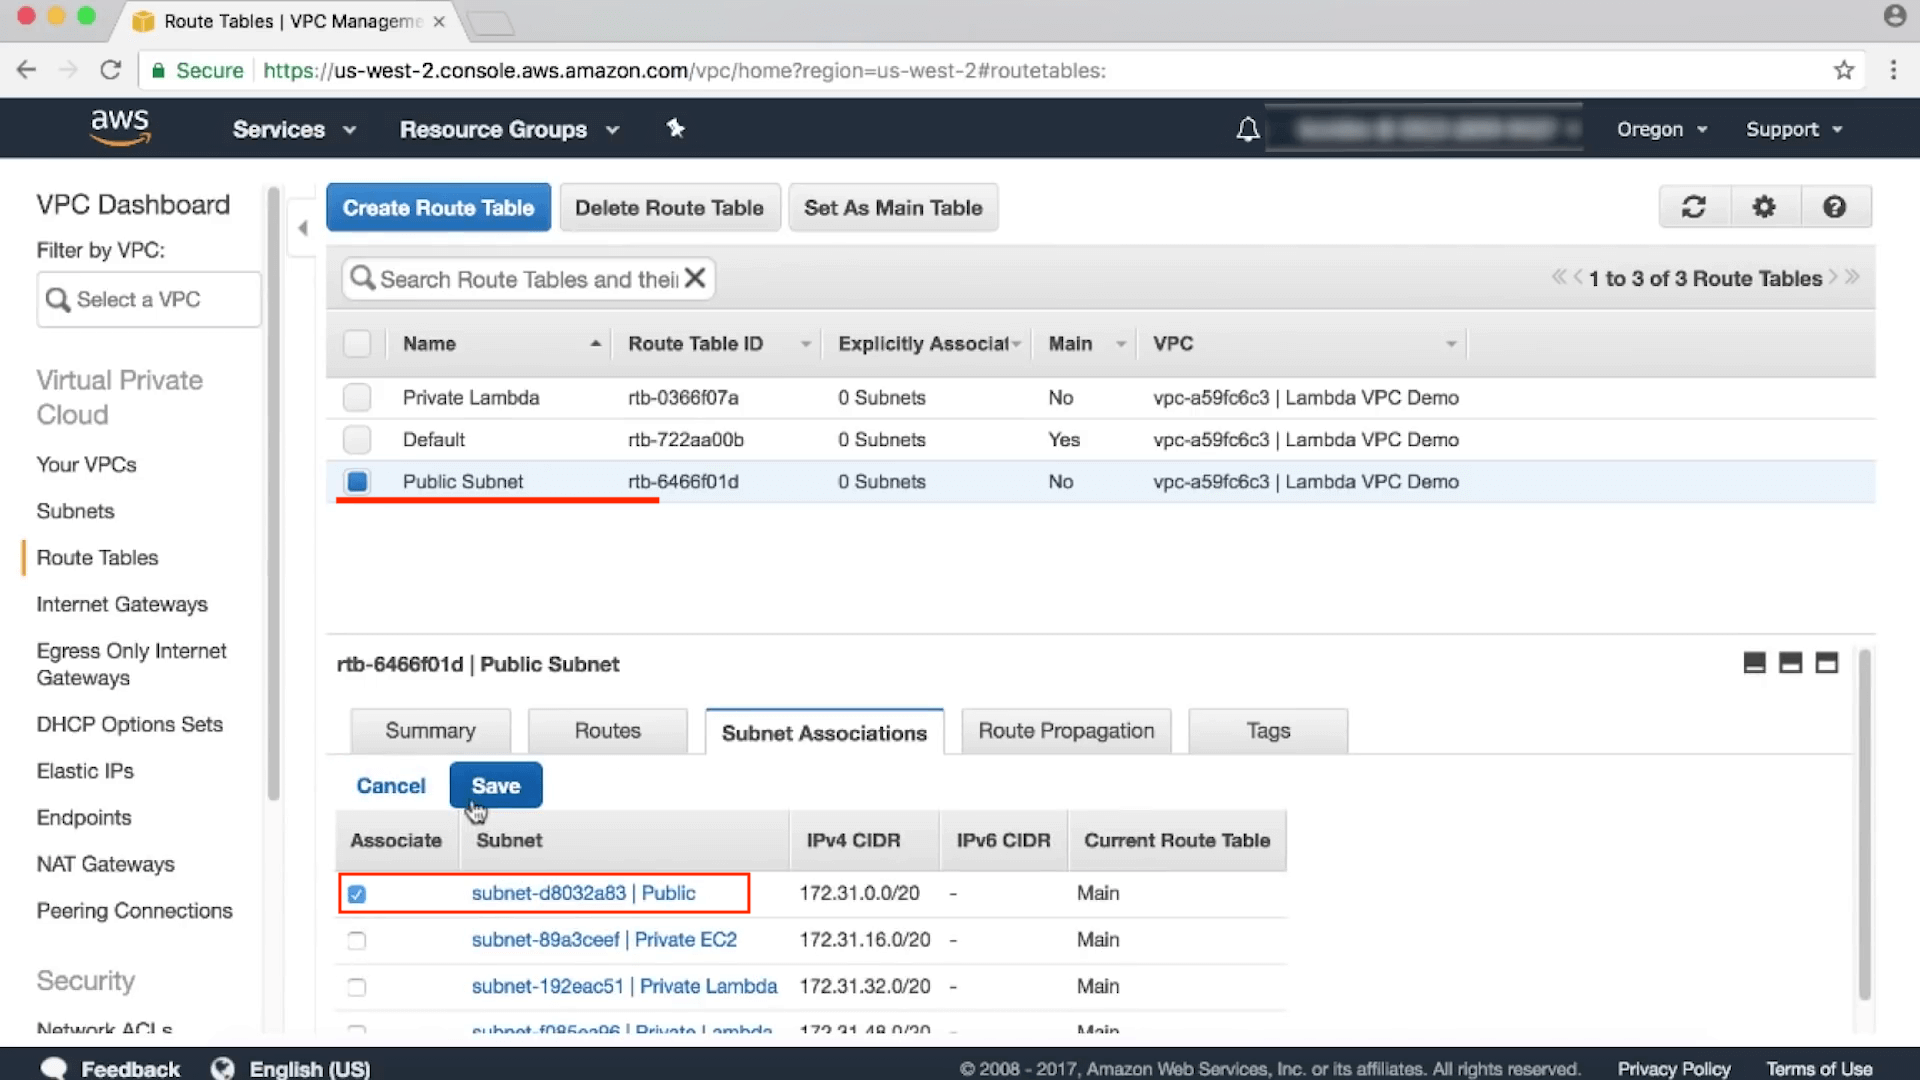 Route Tables | VPC Manageme
Secure https://us-west-2.console.aws.amazon.com/vpc/home?region=us-west-2#routetables:
aws Services Resource Groups Oregon Support
VPC Dashboard
Filter by VPC:
Select a VPC
Virtual Private
Cloud
Your VPCs
Subnets
Route Tables
Internet Gateways
Egress Only Internet
Gateways
DHCP Options Sets
Elastic IPs
Endpoints
NAT Gateways
Peering Connections
Security
Network ACLs
Create Route Table Delete Route Table Set As Main Table
Search Route Tables and their
1 to 3 of 3 Route Tables
Name Route Table ID Explicitly Associat Main VPC
Private Lambda rtb-0366f07a 0 Subnets No vpc-a59fc6c3 | Lambda VPC Demo
Default rtb-722aa00b 0 Subnets Yes vpc-a59fc6c3 | Lambda VPC Demo
Public Subnet rtb-6466f01d 0 Subnets No vpc-a59fc6c3 | Lambda VPC Demo
rtb-6466f01d | Public Subnet
Summary Routes Subnet Associations Route Propagation Tags
Cancel Save
Associate Subnet IPv4 CIDR IPv6 CIDR Current Route Table
subnet-d8032a83 | Public 172.31.0.0/20 - Main
subnet-89a3ceef | Private EC2 172.31.16.0/20 - Main
subnet-192eac51 | Private Lambda 172.31.32.0/20 - Main
subnet-f085ea96 | Private Lambda 172.31.48.0/20 - Main
Feedback English (US) © 2008 - 2017, Amazon Web Services, Inc. or its affiliates. All rights reserved. Privacy Policy Terms of Use